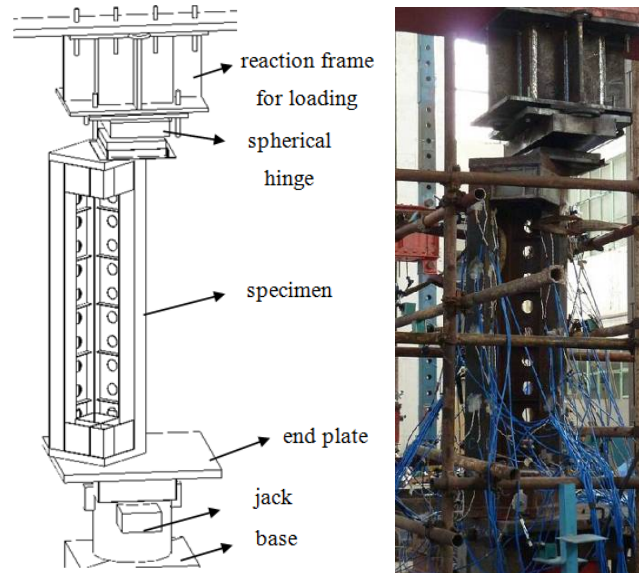 reaction frame
for loading
spherical
hinge
specimen
end plate
jack
base